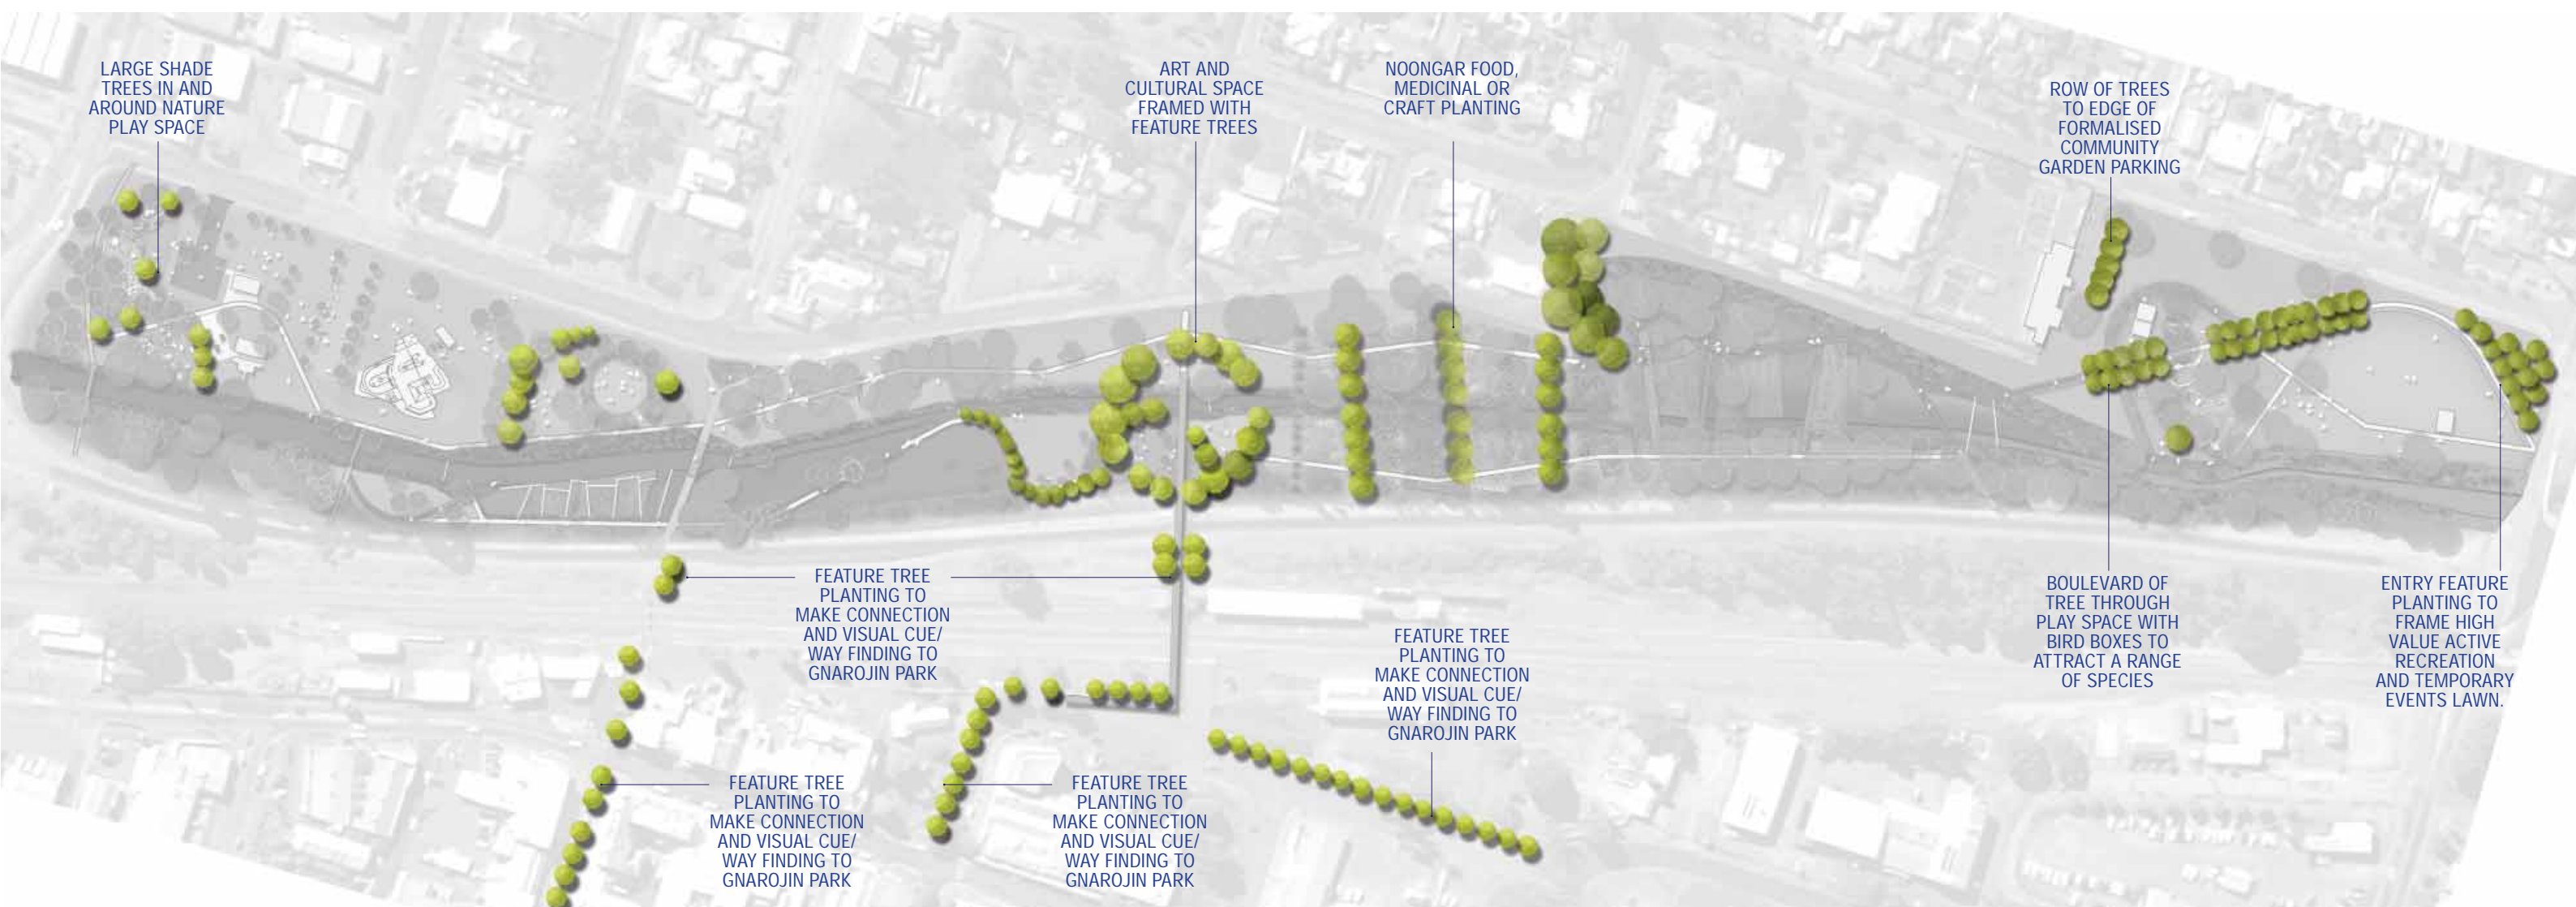 LARGE SHADE
TREES IN AND
AROUND NATURE
PLAY SPACE
ART AND
CULTURAL SPACE
FRAMED WITH
FEATURE TREES
NOONGAR FOOD,
MEDICINAL OR
CRAFT PLANTING
ROW OF TREES
TO EDGE OF
FORMALISED
COMMUNITY
GARDEN PARKING
FEATURE TREE
PLANTING TO
MAKE CONNECTION
AND VISUAL CUE/
WAY FINDING TO
GNAROJIN PARK
FEATURE TREE
PLANTING TO
MAKE CONNECTION
AND VISUAL CUE/
WAY FINDING TO
GNAROJIN PARK
BOULEVARD OF
TREE THROUGH
PLAY SPACE WITH
BIRD BOXES TO
ATTRACT A RANGE
OF SPECIES
ENTRY FEATURE
PLANTING TO
FRAME HIGH
VALUE ACTIVE
RECREATION
AND TEMPORARY
EVENTS LAWN.
FEATURE TREE
PLANTING TO
MAKE CONNECTION
AND VISUAL CUE/
WAY FINDING TO
GNAROJIN PARK
FEATURE TREE
PLANTING TO
MAKE CONNECTION
AND VISUAL CUE/
WAY FINDING TO
GNAROJIN PARK